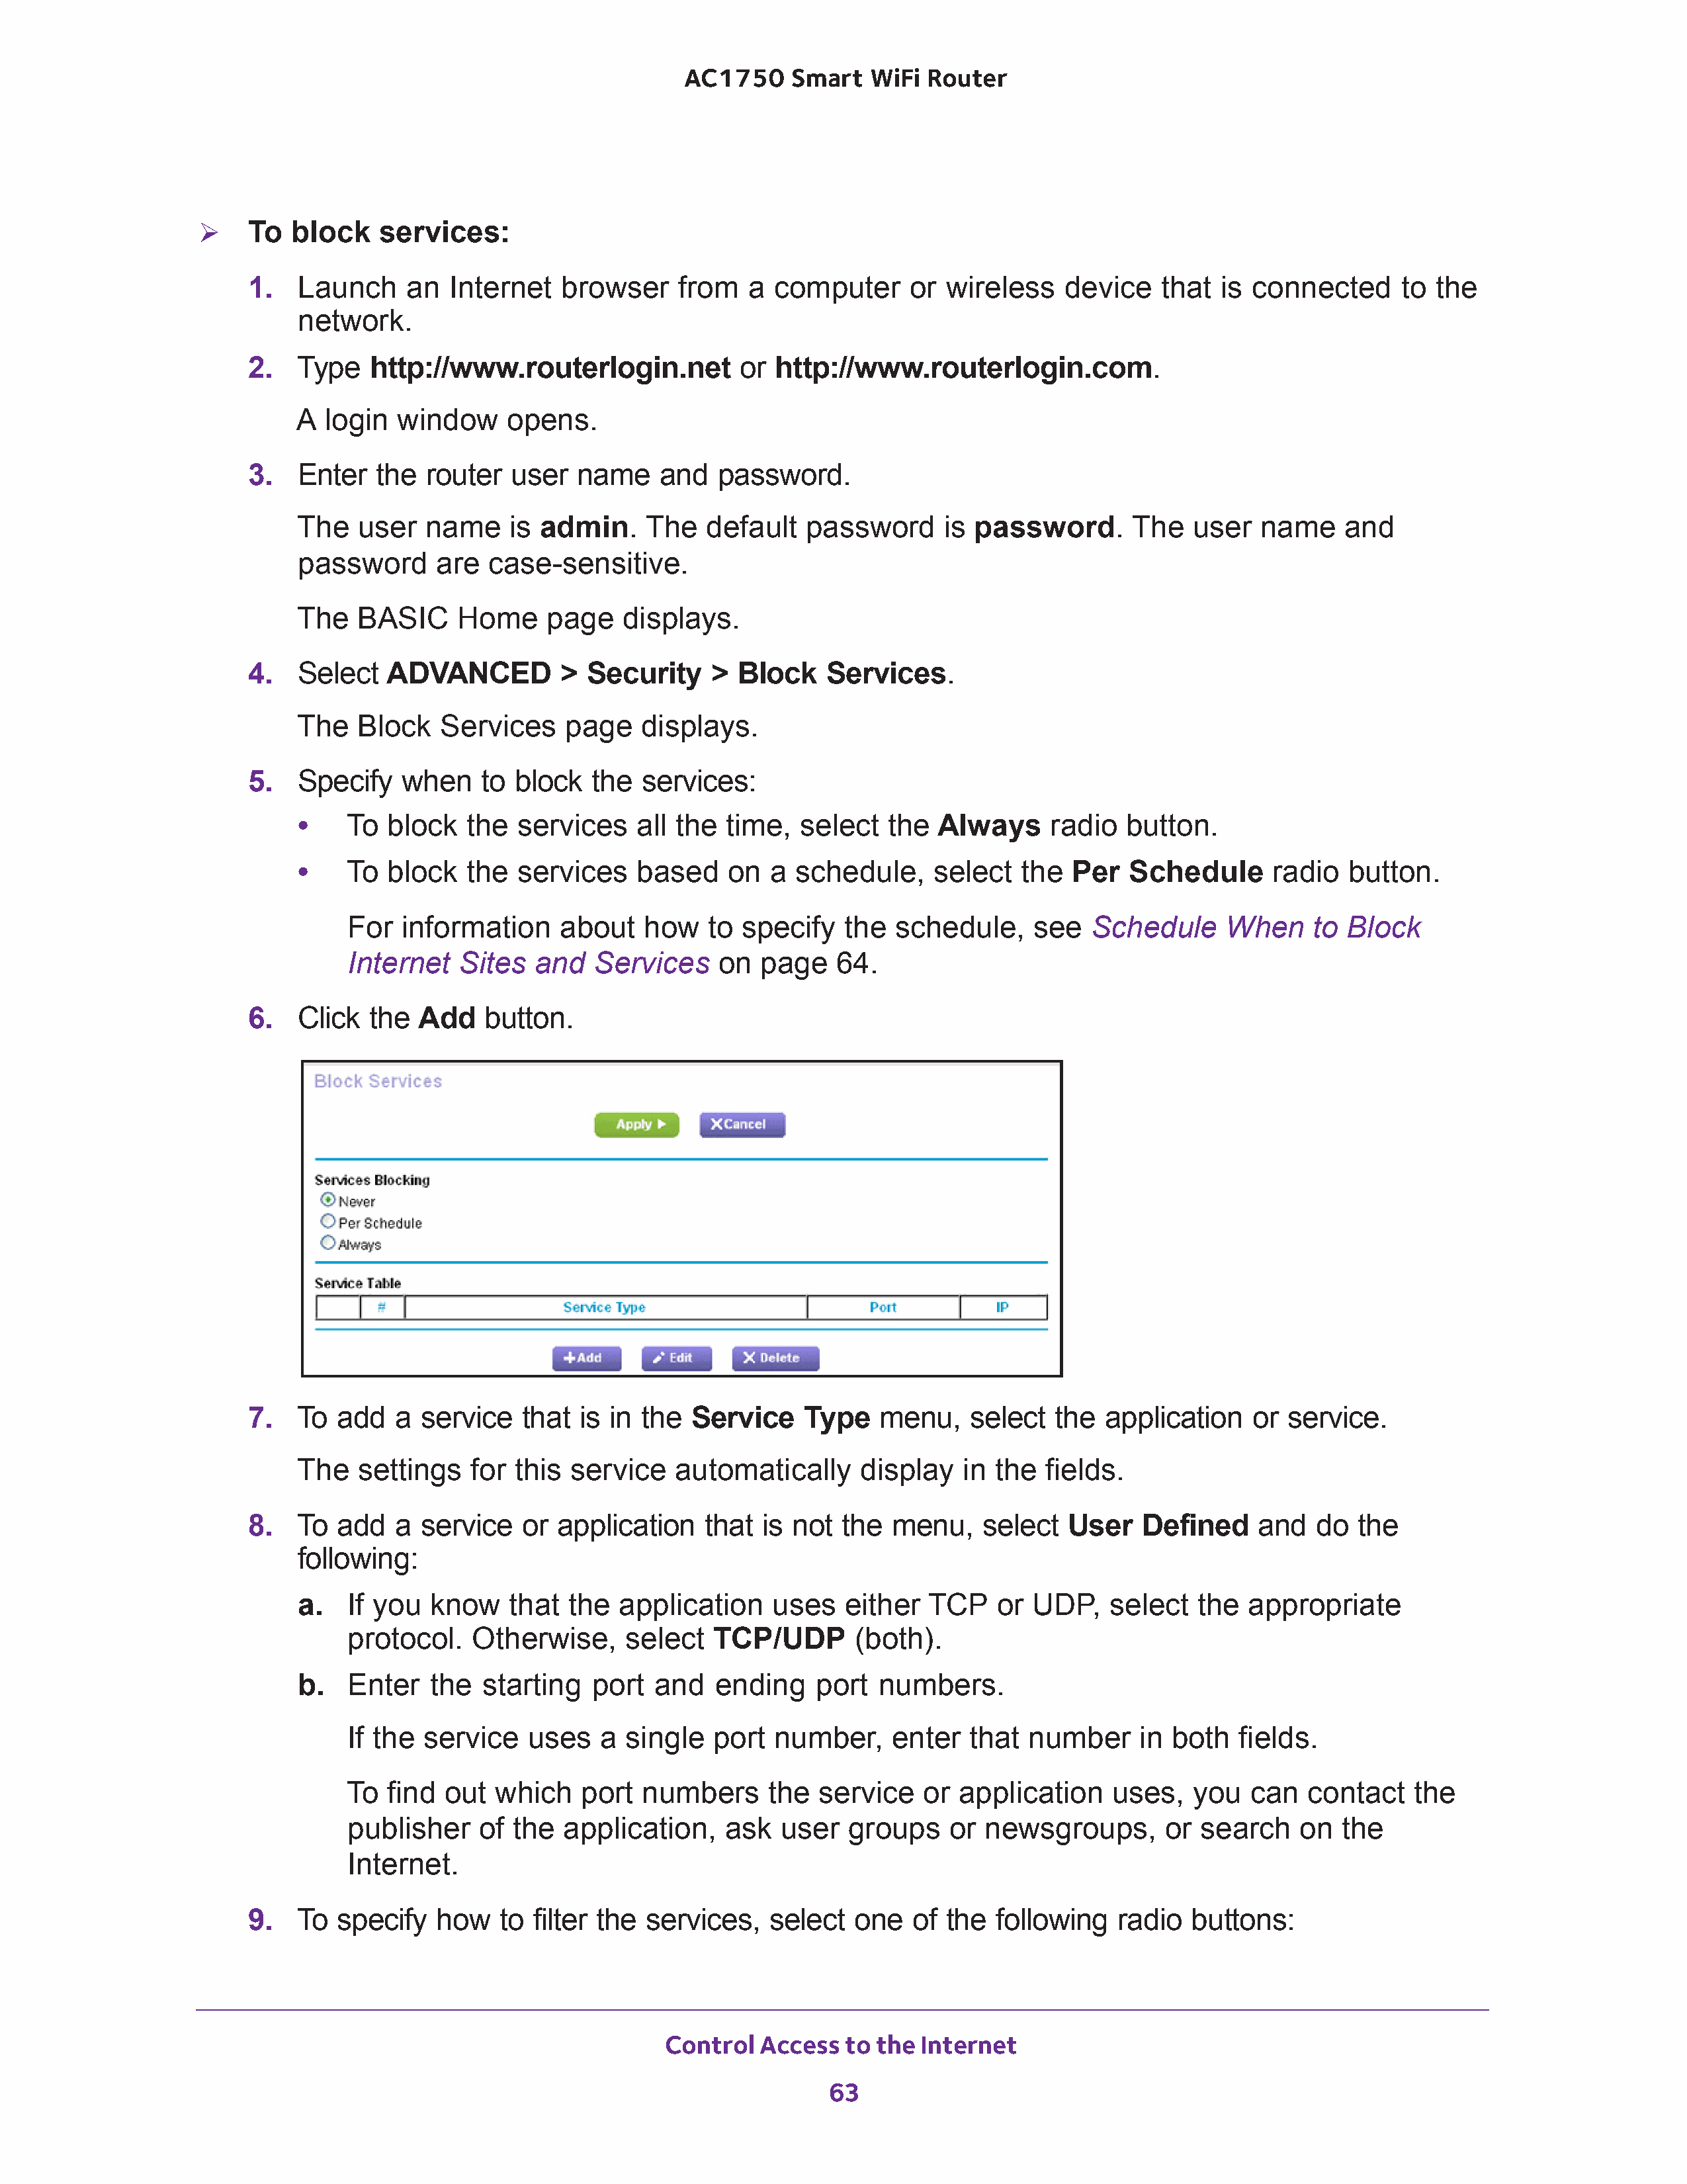 AC1750 Smart WiFi Router
➢ To block services:
1. Launch an Internet browser from a computer or wireless device that is connected to the
network.
2. Type http://www.routerlogin.net or http://www.routerlogin.com.
A login window opens.
3. Enter the router user name and password.
The user name is admin. The default password is password. The user name and
password are case-sensitive.
The BASIC Home page displays.
4. Select ADVANCED > Security > Block Services.
The Block Services page displays.
5. Specify when to block the services:
• To block the services all the time, select the Always radio button.
• To block the services based on a schedule, select the Per Schedule radio button.
For information about how to specify the schedule, see Schedule When to Block
Internet Sites and Services on page 64.
6. Click the Add button.
Block Services
Apply ► XCancel
Services Blocking
Never
Per Schedule
Always
Service Table
# Service Type Port IP
+Add Edit X Delete
7. To add a service that is in the Service Type menu, select the application or service.
The settings for this service automatically display in the fields.
8. To add a service or application that is not the menu, select User Defined and do the
following:
a. If you know that the application uses either TCP or UDP, select the appropriate
protocol. Otherwise, select TCP/UDP (both).
b. Enter the starting port and ending port numbers.
If the service uses a single port number, enter that number in both fields.
To find out which port numbers the service or application uses, you can contact the
publisher of the application, ask user groups or newsgroups, or search on the
Internet.
9. To specify how to filter the services, select one of the following radio buttons:
Control Access to the Internet
63